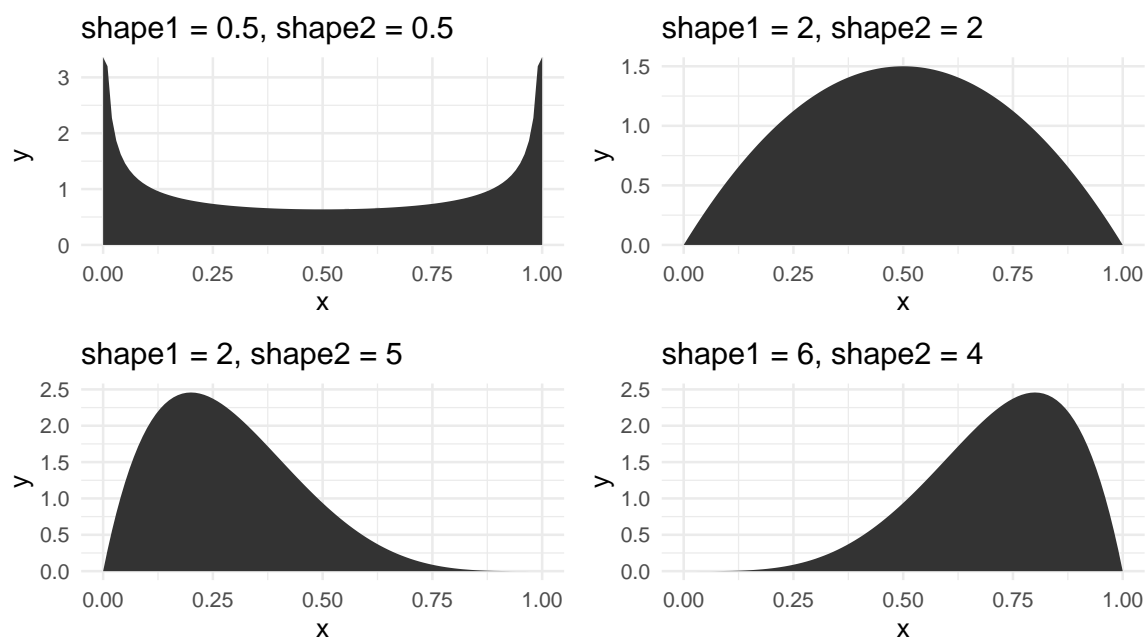 shape1 = 0.5, shape2 = 0.5
3
2
1
0
y
0.00 0.25 0.50 0.75 1.00
x
shape1 = 2, shape2 = 2
1.5
1.0
0.5
0.0
y
0.00 0.25 0.50 0.75 1.00
x
shape1 = 2, shape2 = 5
2.5
2.0
1.5
1.0
0.5
0.0
y
0.00 0.25 0.50 0.75 1.00
x
shape1 = 6, shape2 = 4
2.5
2.0
1.5
1.0
0.5
0.0
y
0.00 0.25 0.50 0.75 1.00
x